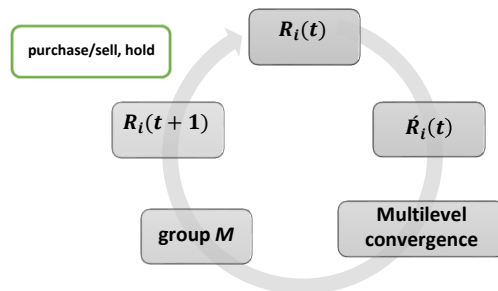 purchase/sell, hold
R_i(t)
Ŕ_i(t)
Multilevel
convergence
group M
R_i(t + 1)